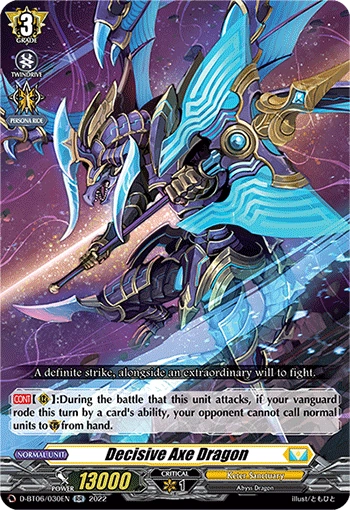 3
GRADE
TWINDRIVE
PERSONA RIDE
A definite strike, alongside an extraordinary will to fight.
CONT【 】:During the battle that this unit attacks, if your vanguard
rode this turn by a card's ability, your opponent cannot call normal
units to from hand.
NORMAL UNIT
Decisive Axe Dragon
POWER 13000
CRITICAL
1
Keter Sanctuary
Abyss Dragon
D-BT06/030EN RR 2022
illust/ともひと